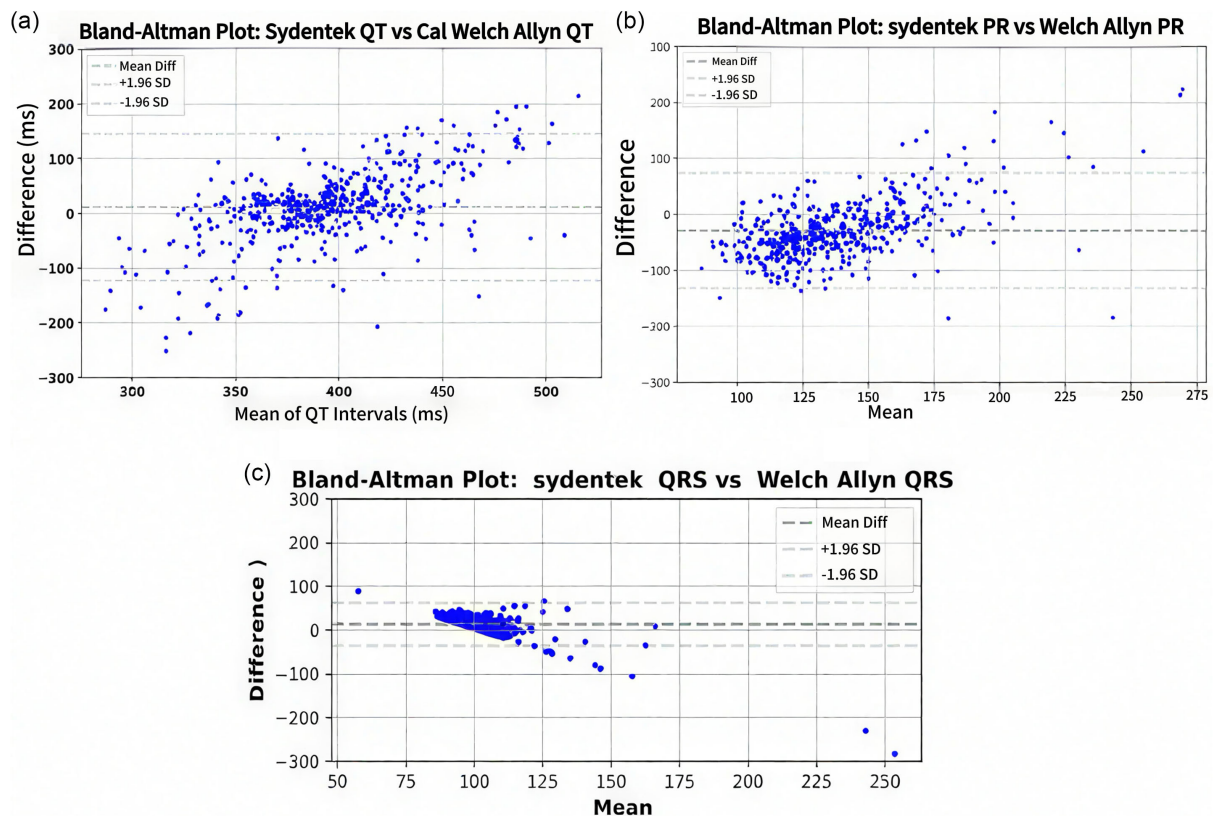 (a)
Bland-Altman Plot: Sydentek QT vs Cal Welch Allyn QT
Mean Diff
+1.96 SD
-1.96 SD
300
200
100
0
−100
−200
−300
Difference (ms)
300
350
400
450
500
Mean of QT Intervals (ms)
(b)
Bland-Altman Plot: sydentek PR vs Welch Allyn PR
Mean Diff
+1.96 SD
-1.96 SD
300
200
100
0
−100
−200
−300
Difference
100
125
150
175
200
225
250
275
Mean
(c)
Bland-Altman Plot: sydentek QRS vs Welch Allyn QRS
Mean Diff
+1.96 SD
-1.96 SD
300
200
100
0
−100
−200
−300
Difference )
50
75
100
125
150
175
200
225
250
Mean